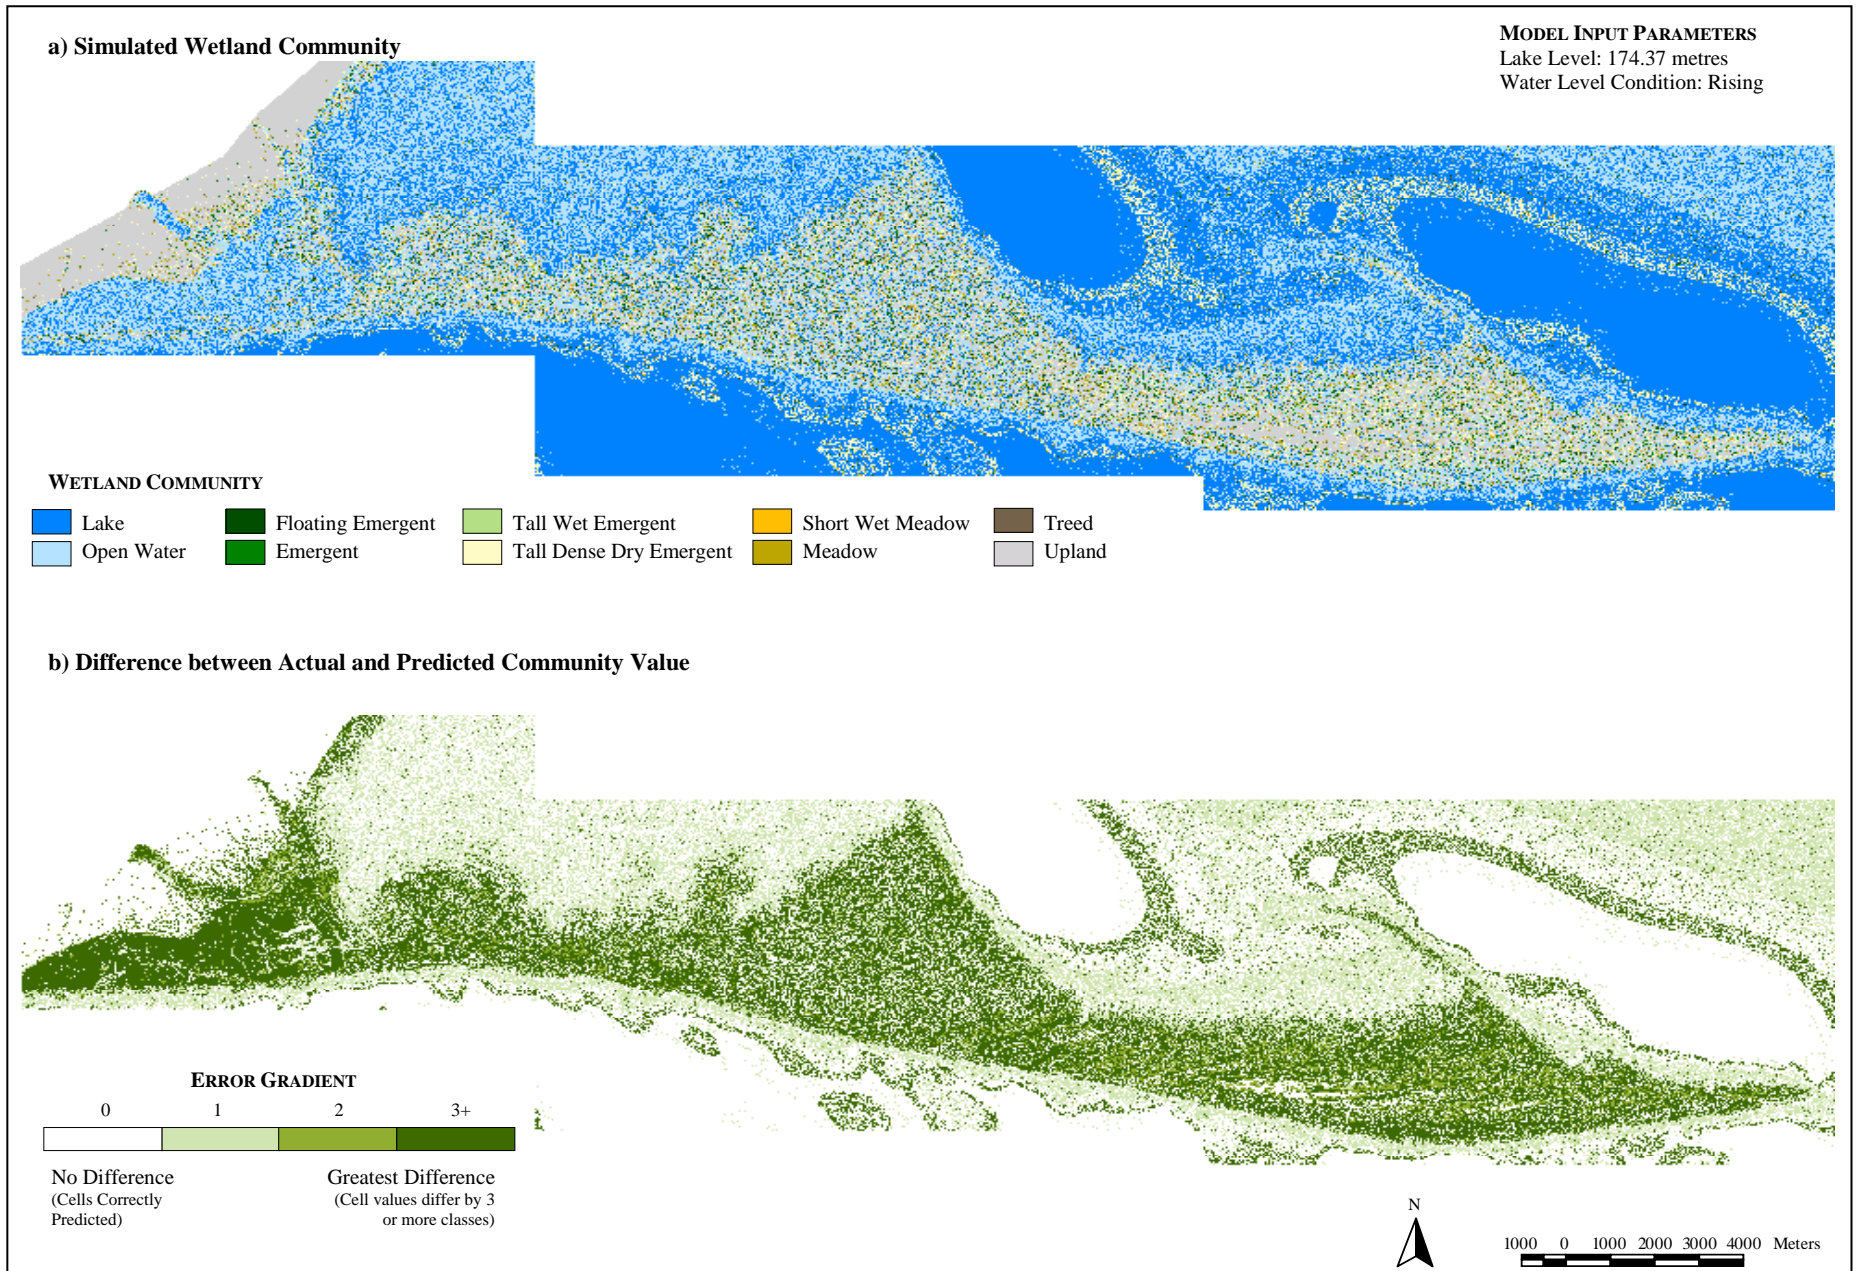 a) Simulated Wetland Community
MODEL INPUT PARAMETERS
Lake Level: 174.37 metres
Water Level Condition: Rising
WETLAND COMMUNITY
Lake
Floating Emergent
Tall Wet Emergent
Short Wet Meadow
Treed
Open Water
Emergent
Tall Dense Dry Emergent
Meadow
Upland
b) Difference between Actual and Predicted Community Value
ERROR GRADIENT
0 1 2 3+
No Difference
(Cells Correctly
Predicted)
Greatest Difference
(Cell values differ by 3
or more classes)
N
1000 0 1000 2000 3000 4000 Meters